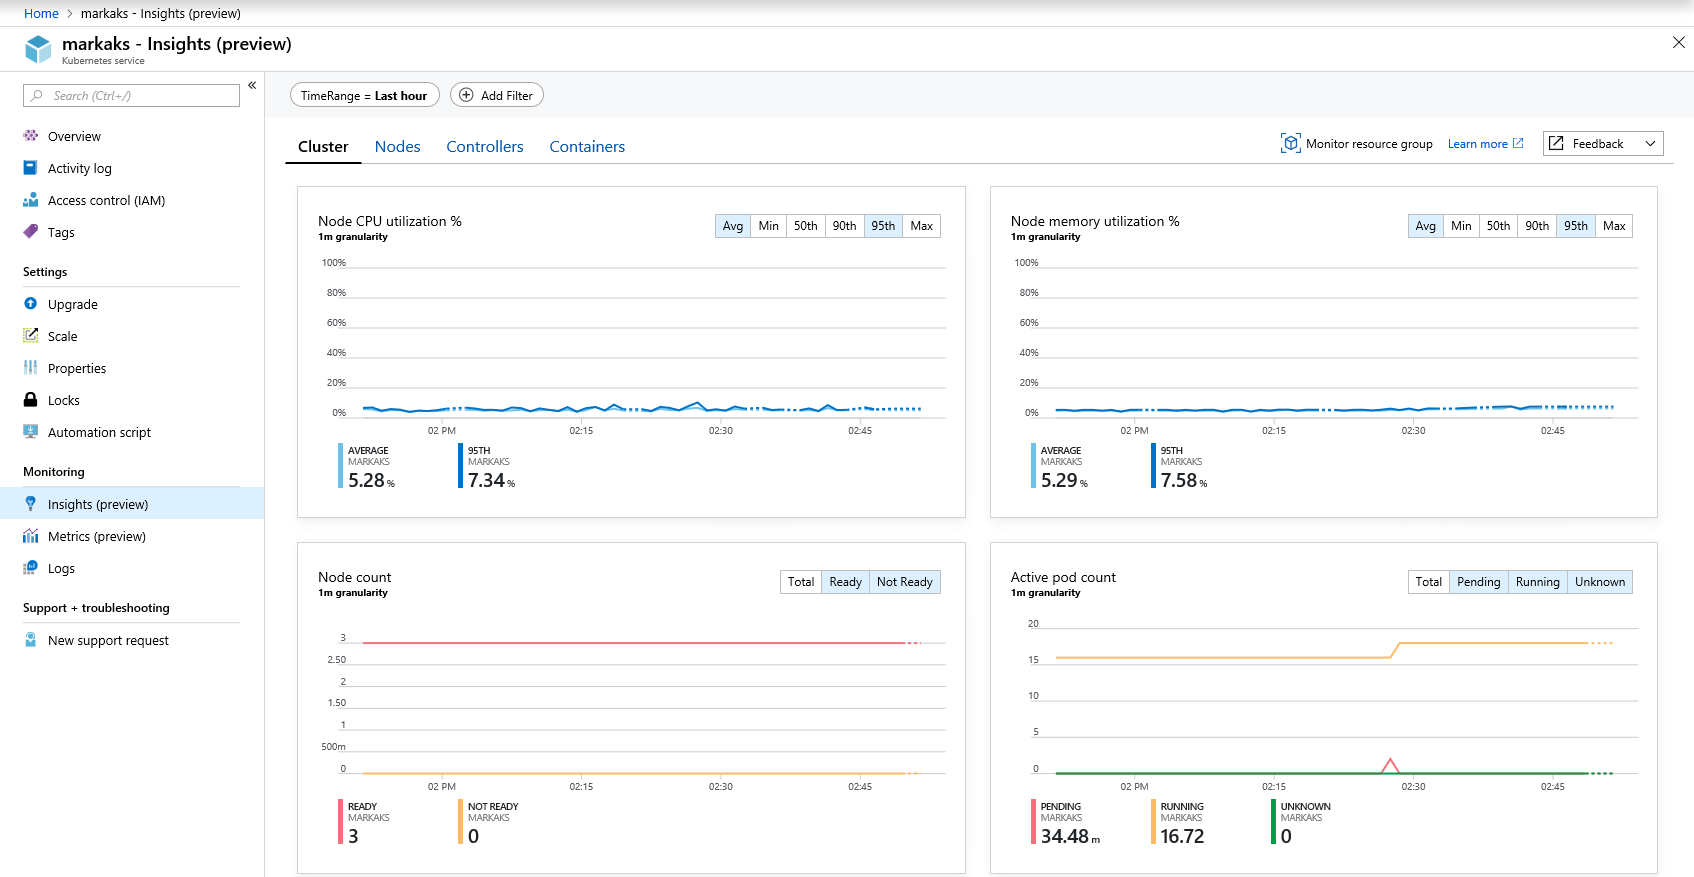 Home > markaks - Insights (preview)
markaks - Insights (preview)
Kubernetes service
Search (Ctrl+/)
«
Overview
Activity log
Access control (IAM)
Tags
Settings
Upgrade
Scale
Properties
Locks
Automation script
Monitoring
Insights (preview)
Metrics (preview)
Logs
Support + troubleshooting
New support request
TimeRange = Last hour
Add Filter
Cluster Nodes Controllers Containers
Monitor resource group Learn more Feedback
Node CPU utilization %
1m granularity
Avg Min 50th 90th 95th Max
100%
80%
60%
40%
20%
0%
02 PM 02:15 02:30 02:45
AVERAGE
MARKAKS
5.28 %
95TH
MARKAKS
7.34 %
Node memory utilization %
1m granularity
Avg Min 50th 90th 95th Max
100%
80%
60%
40%
20%
0%
02 PM 02:15 02:30 02:45
AVERAGE
MARKAKS
5.29 %
95TH
MARKAKS
7.58 %
Node count
1m granularity
Total Ready Not Ready
3
2.50
2
1.50
1
500m
0
02 PM 02:15 02:30 02:45
READY
MARKAKS
3
NOT READY
MARKAKS
0
Active pod count
1m granularity
Total Pending Running Unknown
20
15
10
5
0
02 PM 02:15 02:30 02:45
PENDING
MARKAKS
34.48 m
RUNNING
MARKAKS
16.72
UNKNOWN
MARKAKS
0